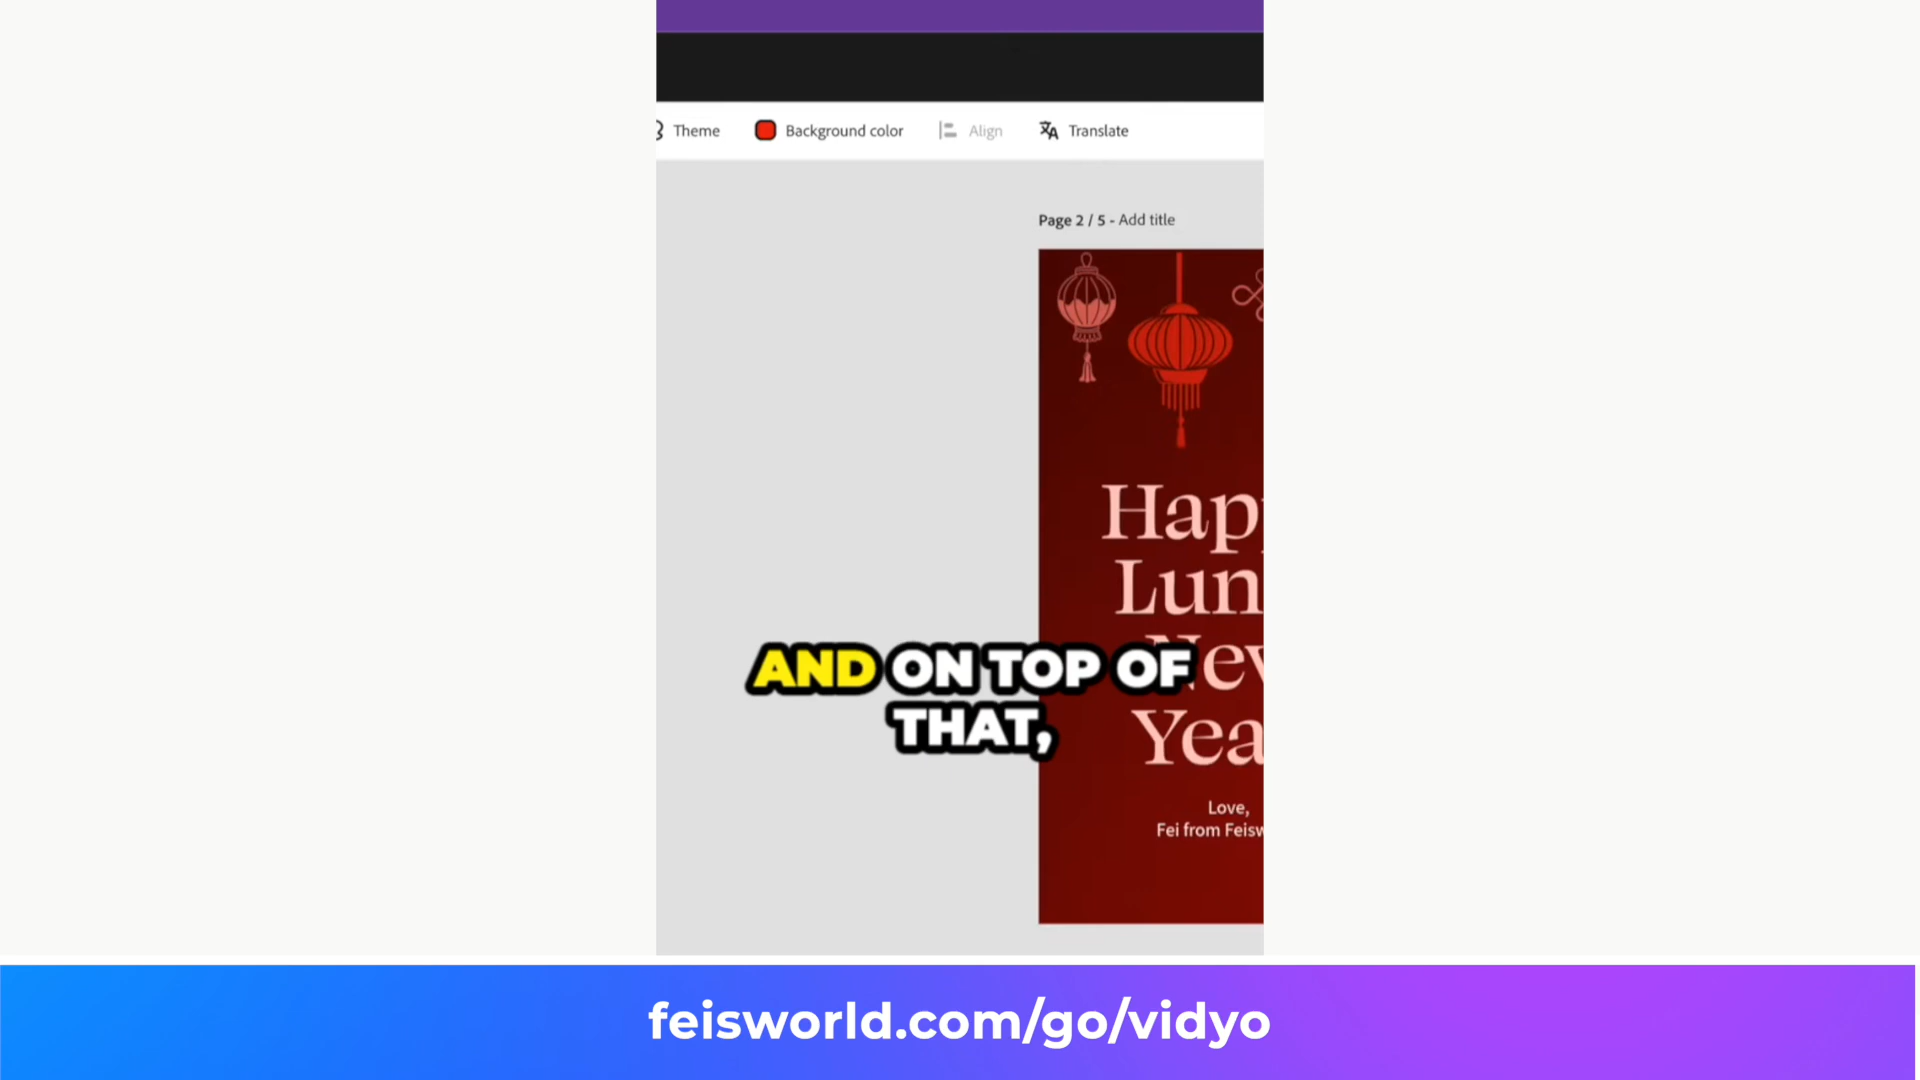 Theme Background color Align Translate
Page 2 / 5 - Add title
Hap
Lun
New
Yea
AND ON TOP OF
THAT,
Love,
Fei from Feisw
feisworld.com/go/vidyo